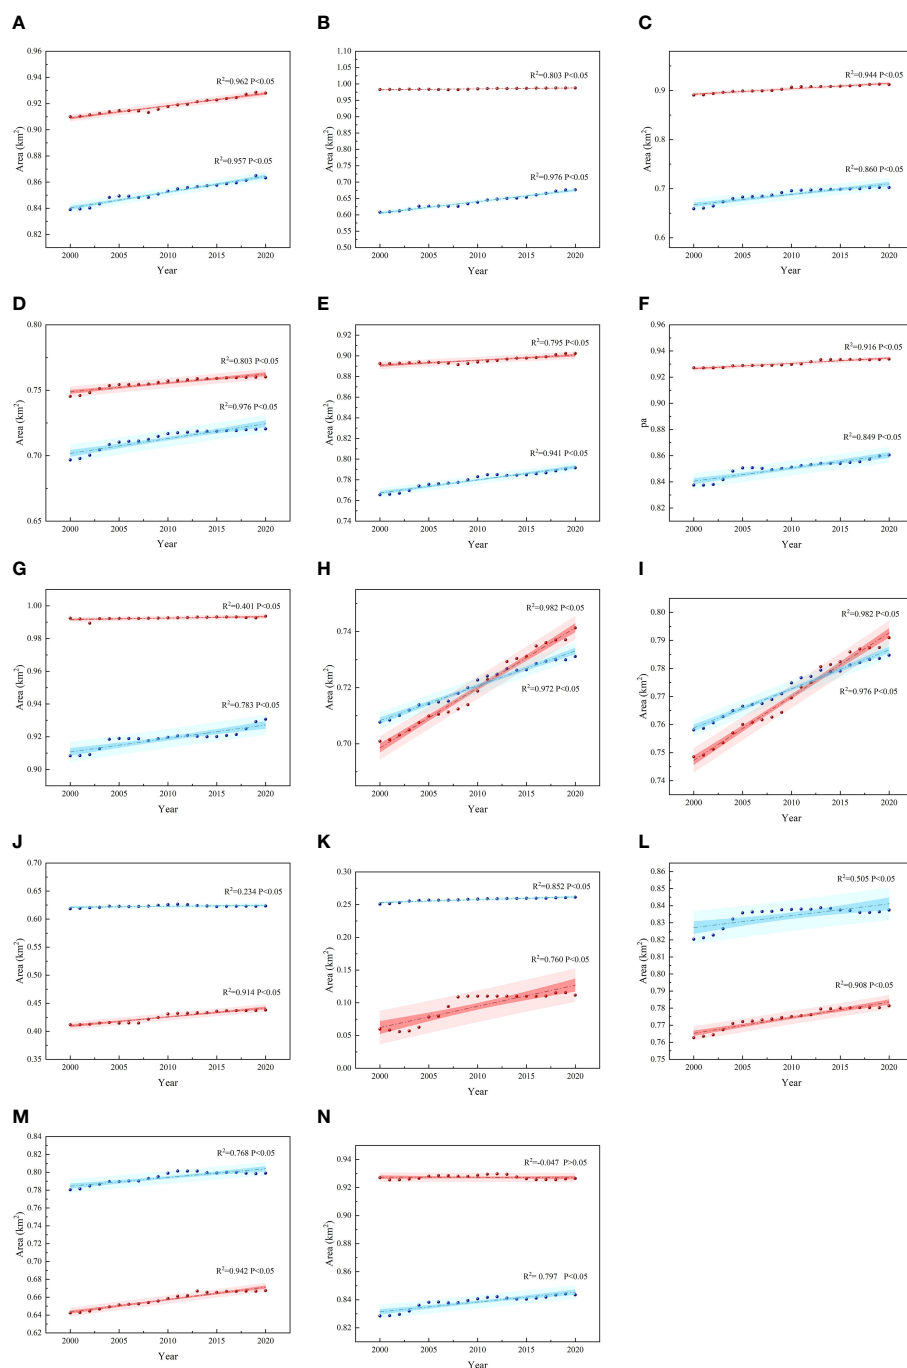 A
Area (km2)
0.96
0.94
0.92
0.90
0.88
0.86
0.84
0.82
R2=0.962 P<0.05
R2=0.957 P<0.05
2000 2005 2010 2015 2020
Year
B
Area (km2)
1.10
1.05
1.00
0.95
0.90
0.85
0.80
0.75
0.70
0.65
0.60
0.55
0.50
R2=0.803 P<0.05
R2=0.976 P<0.05
2000 2005 2010 2015 2020
Year
C
Area (km2)
0.9
0.8
0.7
0.6
R2=0.944 P<0.05
R2=0.860 P<0.05
2000 2005 2010 2015 2020
Year
D
Area (km2)
0.80
0.75
0.70
0.65
R2=0.803 P<0.05
R2=0.976 P<0.05
2000 2005 2010 2015 2020
Year
E
Area (km2)
0.92
0.90
0.88
0.86
0.84
0.82
0.80
0.78
0.76
0.74
R2=0.795 P<0.05
R2=0.941 P<0.05
2000 2005 2010 2015 2020
Year
F
pa
0.96
0.94
0.92
0.90
0.88
0.86
0.84
0.82
R2=0.916 P<0.05
R2=0.849 P<0.05
2000 2005 2010 2015 2020
Year
G
Area (km2)
1.00
0.99
0.98
0.96
0.94
0.93
0.92
0.90
R2=0.401 P<0.05
R2=0.783 P<0.05
2000 2005 2010 2015 2020
Year
H
Area (km2)
0.74
0.72
0.70
R2=0.982 P<0.05
R2=0.972 P<0.05
2000 2005 2010 2015 2020
Year
I
Area (km2)
0.80
0.79
0.78
0.77
0.76
0.75
0.74
R2=0.982 P<0.05
R2=0.976 P<0.05
2000 2005 2010 2015 2020
Year
J
Area (km2)
0.70
0.65
0.60
0.55
0.50
0.45
0.40
0.35
R2=0.234 P<0.05
R2=0.914 P<0.05
2000 2005 2010 2015 2020
Year
K
Area (km2)
0.30
0.25
0.20
0.15
0.10
0.05
0.00
R2=0.852 P<0.05
R2=0.760 P<0.05
2000 2005 2010 2015 2020
Year
L
Area (km2)
0.86
0.84
0.83
0.82
0.80
0.79
0.78
0.77
0.76
0.75
R2=0.505 P<0.05
R2=0.908 P<0.05
2000 2005 2010 2015 2020
Year
M
Area (km2)
0.84
0.82
0.80
0.78
0.76
0.74
0.72
0.70
0.68
0.66
0.64
0.62
R2=0.768 P<0.05
R2=0.942 P<0.05
2000 2005 2010 2015 2020
Year
N
Area (km2)
0.94
0.92
0.90
0.88
0.86
0.84
0.82
R2=-0.047 P>0.05
R2= 0.797 P<0.05
2000 2005 2010 2015 2020
Year